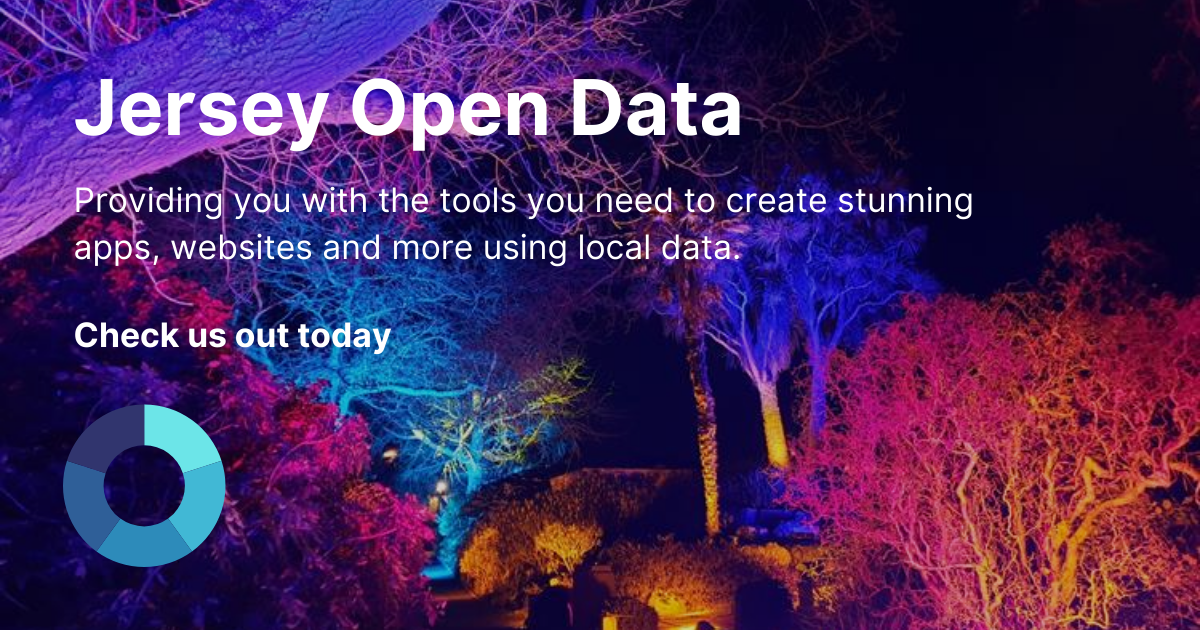 Jersey Open Data
Providing you with the tools you need to create stunning
apps, websites and more using local data.
Check us out today